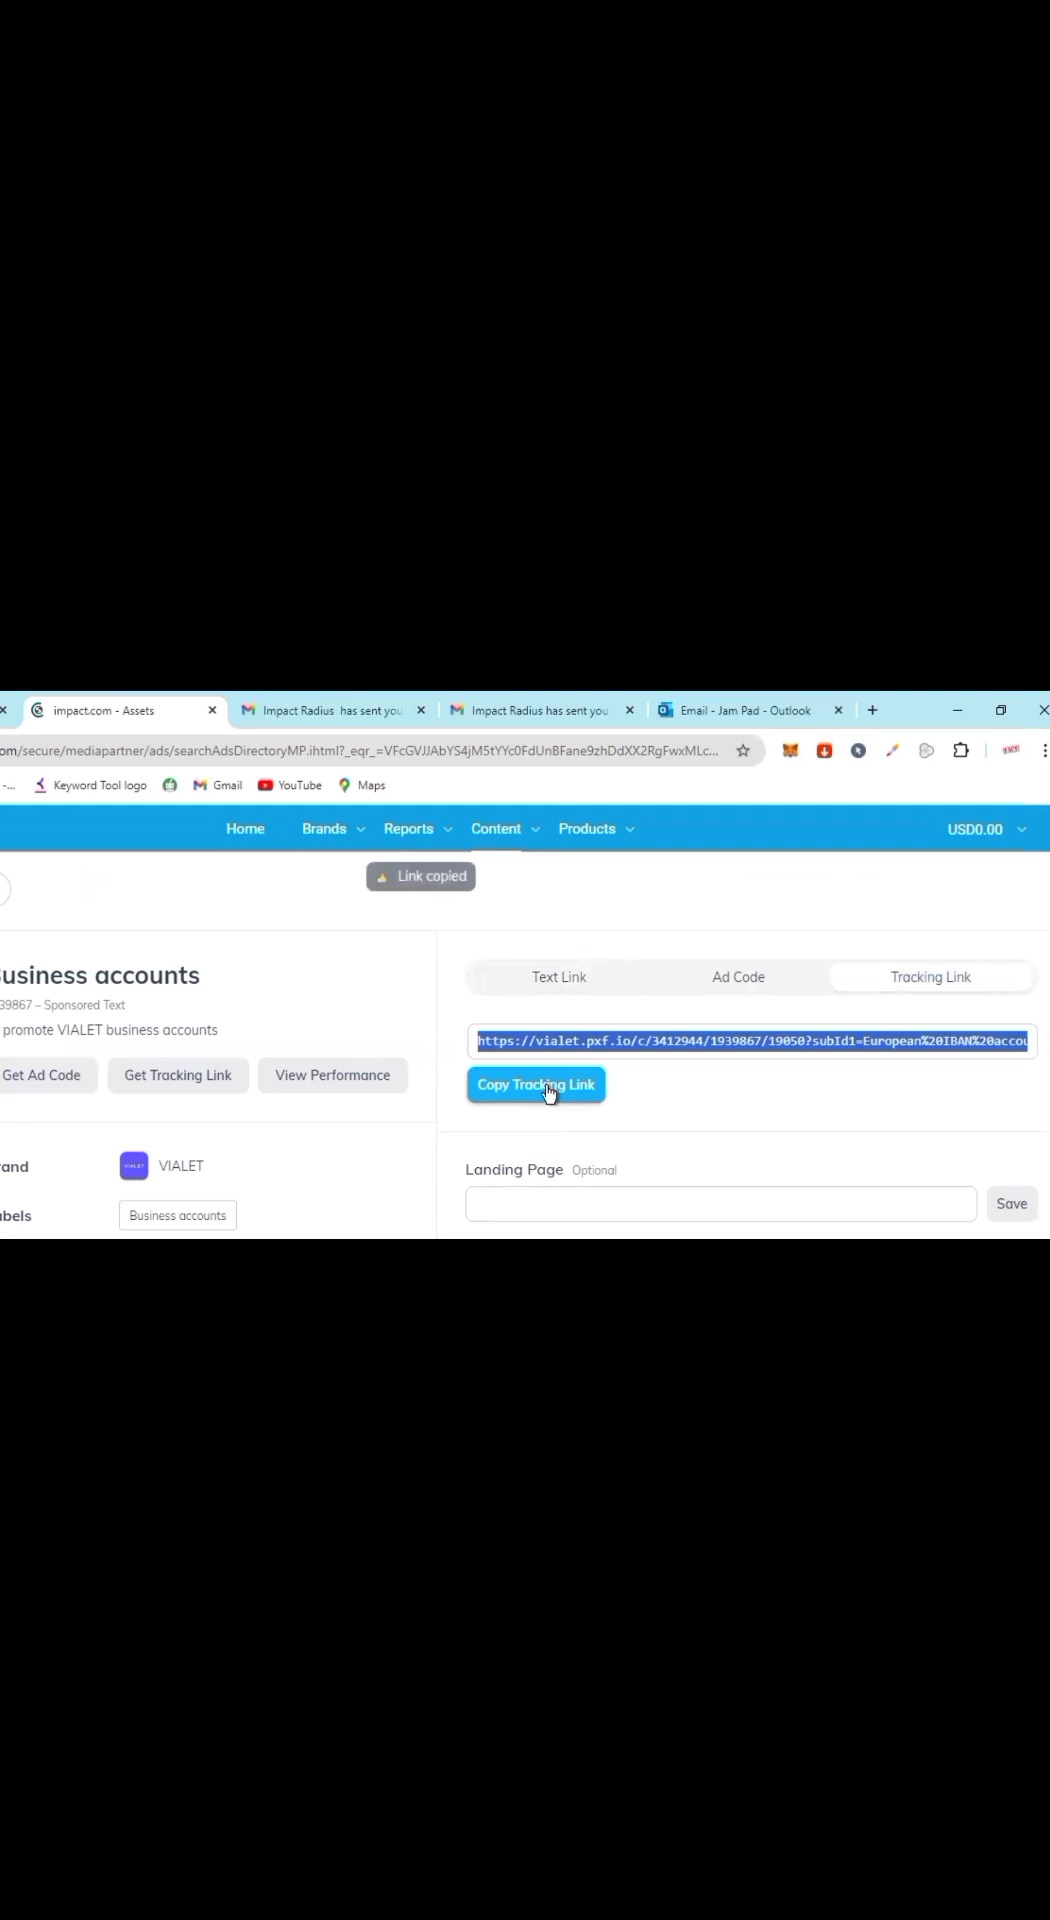 impact.com - Assets
Impact Radius has sent you
Impact Radius has sent you
Email - Jam Pad - Outlook
om/secure/mediapartner/ads/searchAdsDirectoryMP.ihtml?_eqr_=VFcGVJJAbYS4jM5tYYc0FdUnBFane9zhDdXX2RgFwxMLc...
-... Keyword Tool logo Gmail YouTube Maps
Home Brands Reports Content Products USD0.00
Link copied
usiness accounts
39867 – Sponsored Text
promote VIALET business accounts
Get Ad Code Get Tracking Link View Performance
Text Link Ad Code Tracking Link
https://vialet.pxf.io/c/3412944/1939867/19050?subId1=European%20IBAN%20accou
Copy Tracking Link
and VIALET VIALET
abels Business accounts
Landing Page Optional
Save